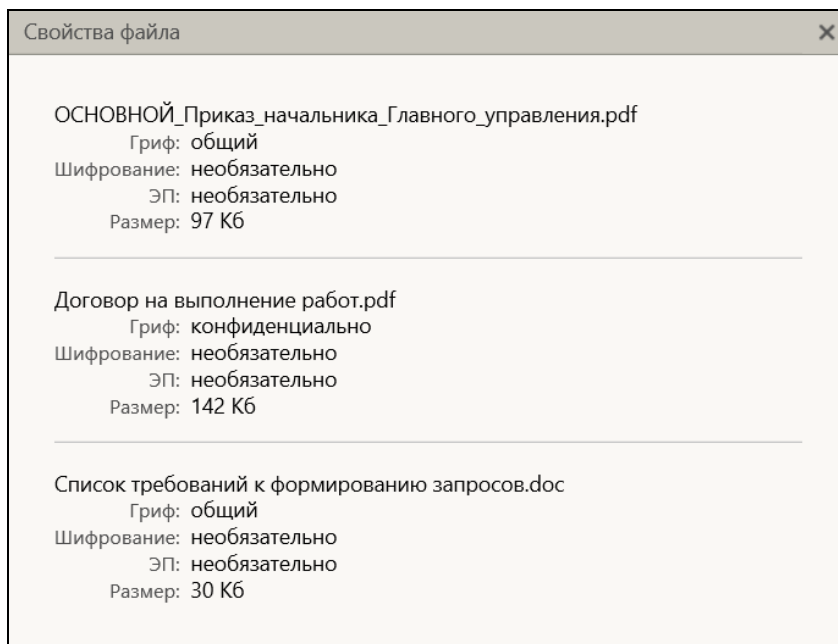 Свойства файла
ОСНОВНОЙ_Приказ_начальника_Главного_управления.pdf
Гриф: общий
Шифрование: необязательно
ЭП: необязательно
Размер: 97 Кб
Договор на выполнение работ.pdf
Гриф: конфиденциально
Шифрование: необязательно
ЭП: необязательно
Размер: 142 Кб
Список требований к формированию запросов.doc
Гриф: общий
Шифрование: необязательно
ЭП: необязательно
Размер: 30 Кб